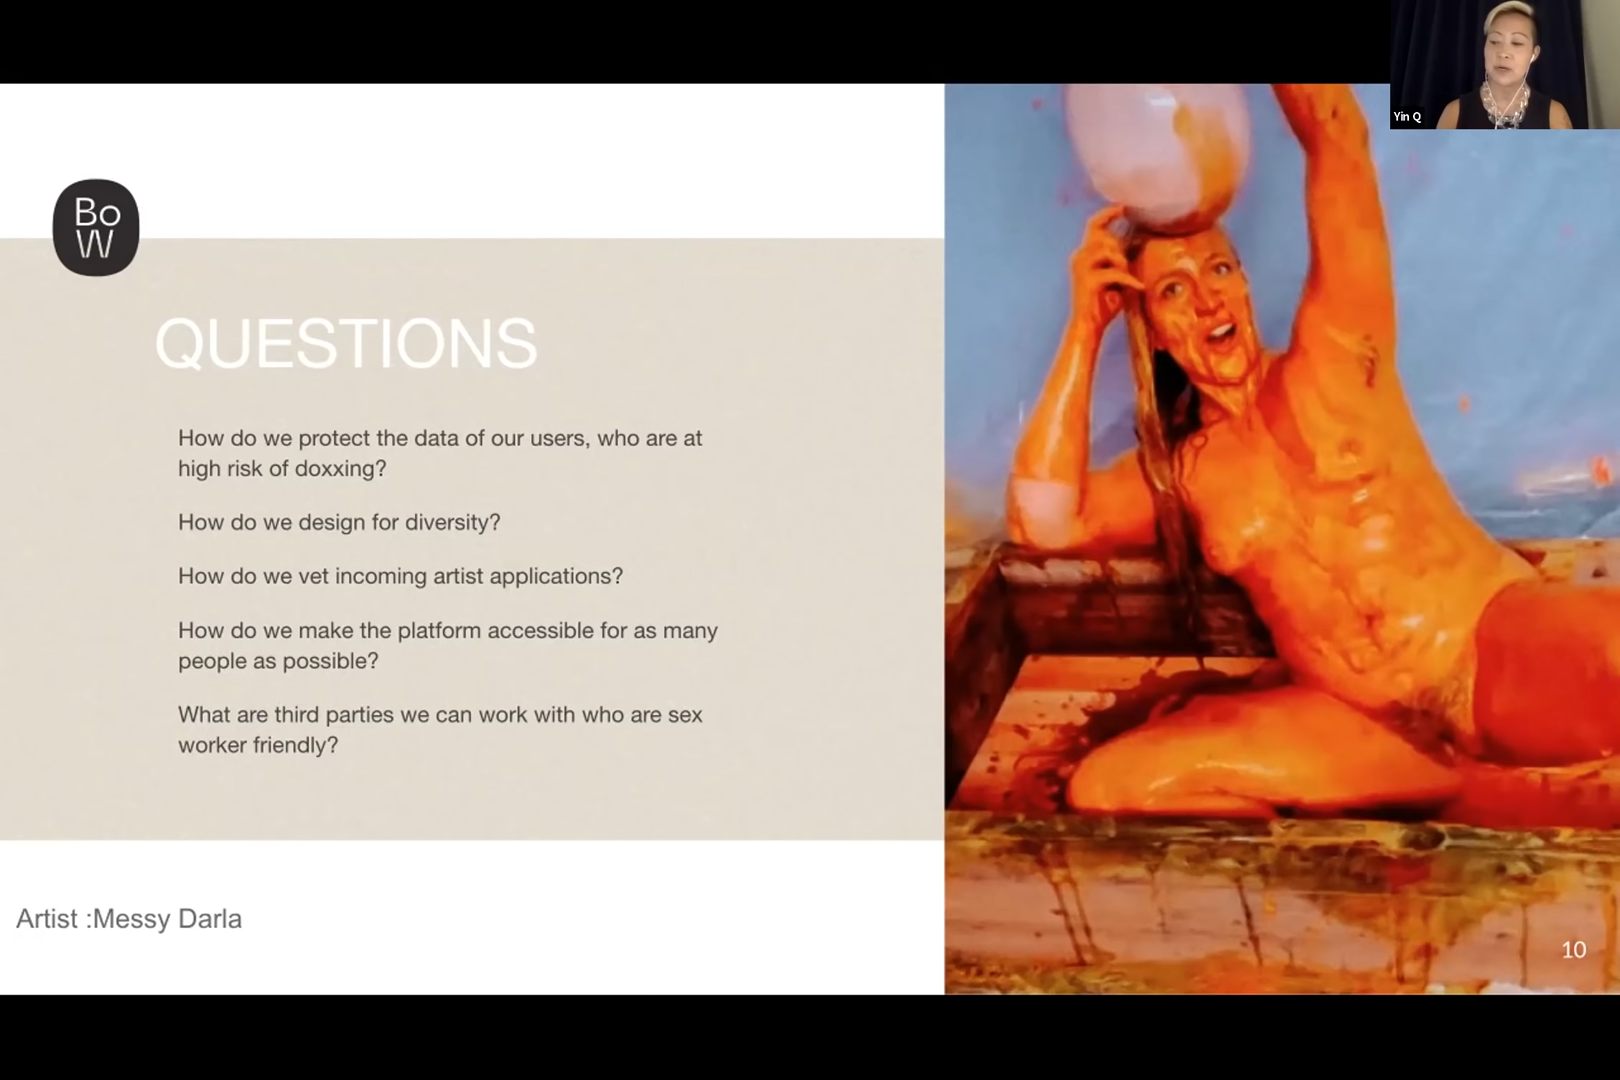 Yin Q
Bo
W
QUESTIONS
How do we protect the data of our users, who are at
high risk of doxxing?
How do we design for diversity?
How do we vet incoming artist applications?
How do we make the platform accessible for as many
people as possible?
What are third parties we can work with who are sex
worker friendly?
Artist :Messy Darla
10